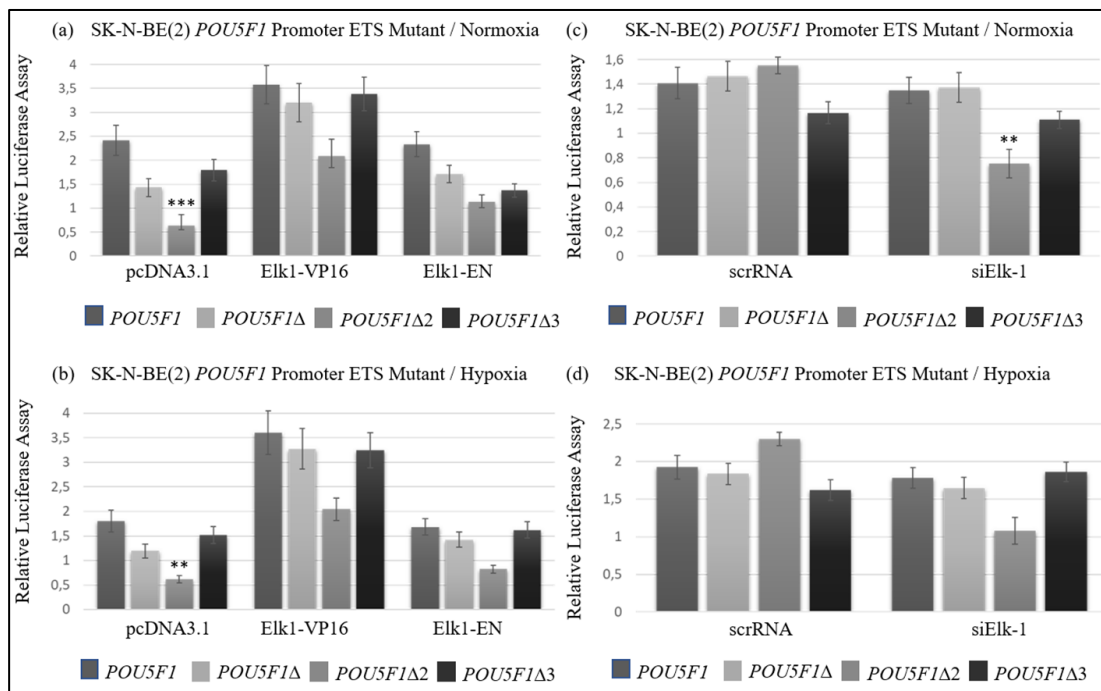 (a) SK-N-BE(2) POU5F1 Promoter ETS Mutant / Normoxia
Relative Luciferase Assay
4
3,5
3
2,5
2
1,5
1
0,5
0
***
pcDNA3.1 Elk1-VP16 Elk1-EN
POU5F1 POU5F1Δ POU5F1Δ2 POU5F1Δ3
(c) SK-N-BE(2) POU5F1 Promoter ETS Mutant / Normoxia
Relative Luciferase Assay
1,6
1,4
1,2
1
0,8
0,6
0,4
0,2
0
**
scrRNA siElk-1
POU5F1 POU5F1Δ POU5F1Δ2 POU5F1Δ3
(b) SK-N-BE(2) POU5F1 Promoter ETS Mutant / Hypoxia
Relative Luciferase Assay
4
3,5
3
2,5
2
1,5
1
0,5
0
**
pcDNA3.1 Elk1-VP16 Elk1-EN
POU5F1 POU5F1Δ POU5F1Δ2 POU5F1Δ3
(d) SK-N-BE(2) POU5F1 Promoter ETS Mutant / Hypoxia
Relative Luciferase Assay
2,5
2
1,5
1
0,5
0
scrRNA siElk-1
POU5F1 POU5F1Δ POU5F1Δ2 POU5F1Δ3